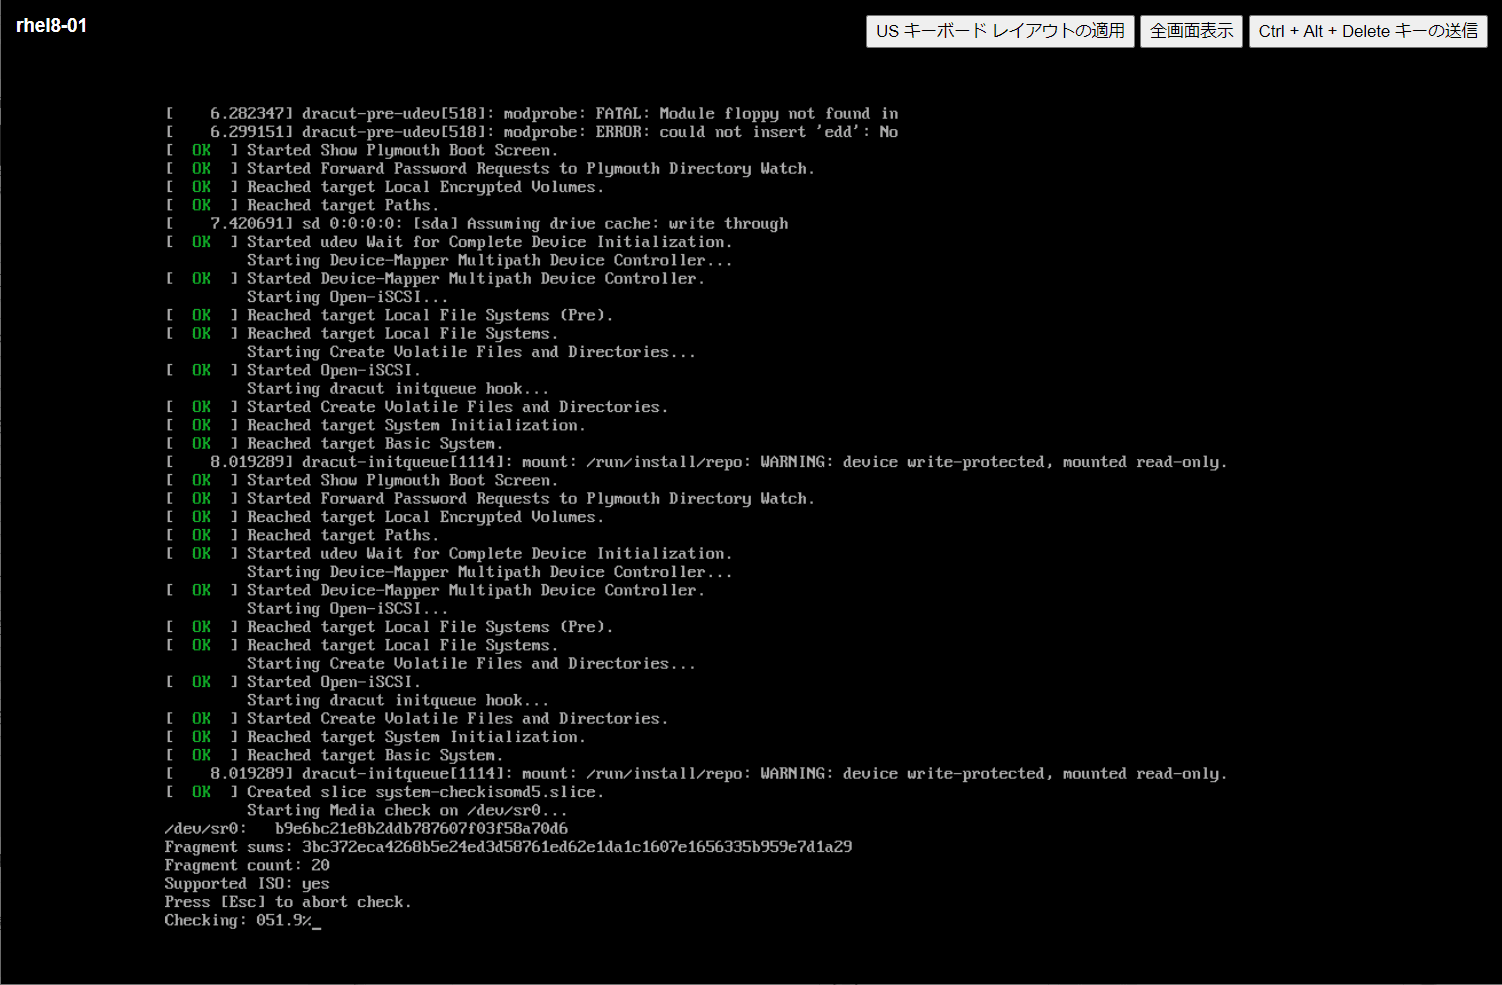 rhel8-01
US キーボード レイアウトの適用 全画面表示 Ctrl + Alt + Delete キーの送信
[    6.282347] dracut-pre-udev[518]: modprobe: FATAL: Module floppy not found in
[    6.299151] dracut-pre-udev[518]: modprobe: ERROR: could not insert 'edd': No
[  OK  ] Started Show Plymouth Boot Screen.
[  OK  ] Started Forward Password Requests to Plymouth Directory Watch.
[  OK  ] Reached target Local Encrypted Volumes.
[  OK  ] Reached target Paths.
[    7.420691] sd 0:0:0:0: [sda] Assuming drive cache: write through
[  OK  ] Started udev Wait for Complete Device Initialization.
         Starting Device-Mapper Multipath Device Controller...
[  OK  ] Started Device-Mapper Multipath Device Controller.
         Starting Open-iSCSI...
[  OK  ] Reached target Local File Systems (Pre).
[  OK  ] Reached target Local File Systems.
         Starting Create Volatile Files and Directories...
[  OK  ] Started Open-iSCSI.
         Starting dracut initqueue hook...
[  OK  ] Started Create Volatile Files and Directories.
[  OK  ] Reached target System Initialization.
[  OK  ] Reached target Basic System.
[    8.019289] dracut-initqueue[1114]: mount: /run/install/repo: WARNING: device write-protected, mounted read-only.
[  OK  ] Started Show Plymouth Boot Screen.
[  OK  ] Started Forward Password Requests to Plymouth Directory Watch.
[  OK  ] Reached target Local Encrypted Volumes.
[  OK  ] Reached target Paths.
[  OK  ] Started udev Wait for Complete Device Initialization.
         Starting Device-Mapper Multipath Device Controller...
[  OK  ] Started Device-Mapper Multipath Device Controller.
         Starting Open-iSCSI...
[  OK  ] Reached target Local File Systems (Pre).
[  OK  ] Reached target Local File Systems.
         Starting Create Volatile Files and Directories...
[  OK  ] Started Open-iSCSI.
         Starting dracut initqueue hook...
[  OK  ] Started Create Volatile Files and Directories.
[  OK  ] Reached target System Initialization.
[  OK  ] Reached target Basic System.
[    8.019289] dracut-initqueue[1114]: mount: /run/install/repo: WARNING: device write-protected, mounted read-only.
[  OK  ] Created slice system-checkisomd5.slice.
         Starting Media check on /dev/sr0...
/dev/sr0:   b9e6bc21e8b2ddb787607f03f58a70d6
Fragment sums: 3bc372eca4268b5e24ed3d58761ed62e1da1c1607e1656335b959e7d1a29
Fragment count: 20
Supported ISO: yes
Press [Esc] to abort check.
Checking: 051.9%_